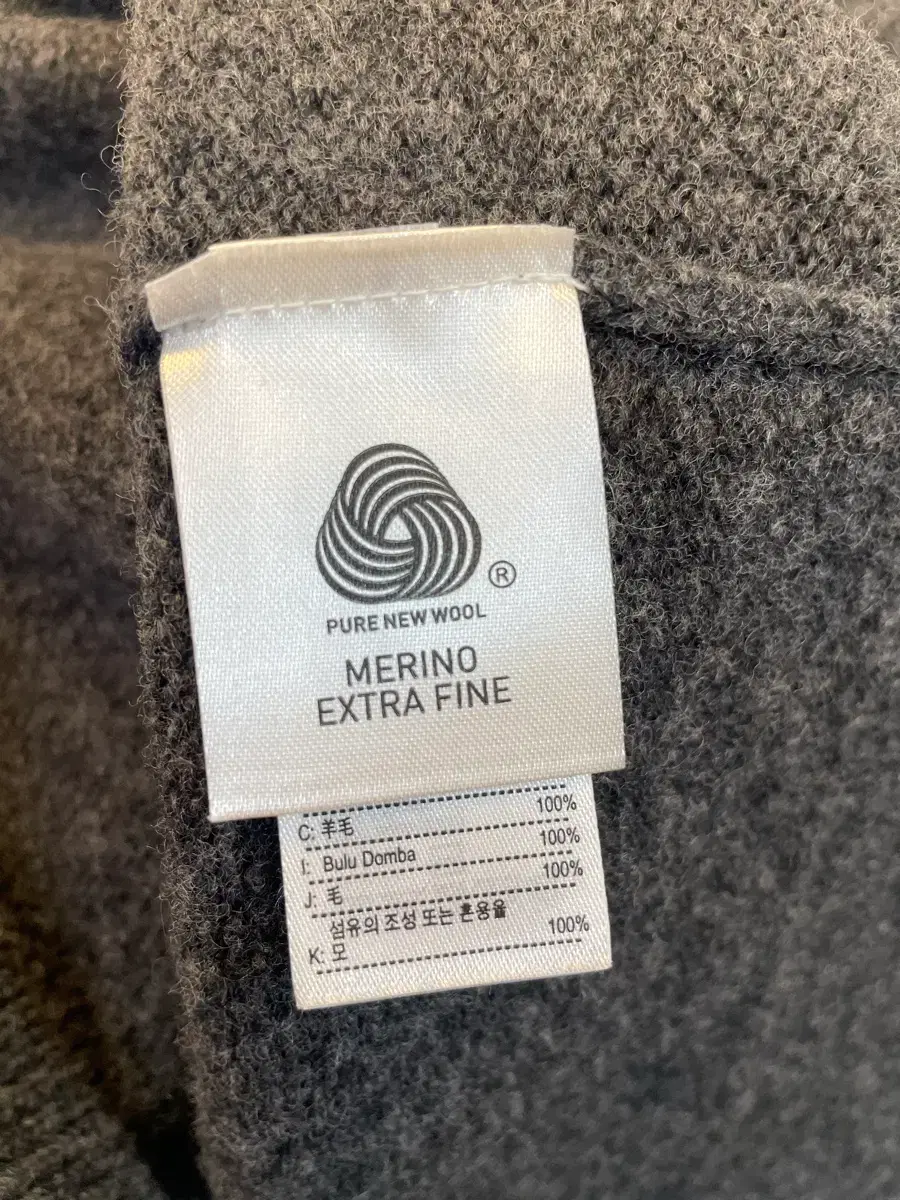 ®
PURE NEW WOOL
MERINO
EXTRA FINE
C: 羊毛 100%
I: Bulu Domba 100%
J: 毛 100%
섬유의 조성 또는 혼용율
K: 모 100%